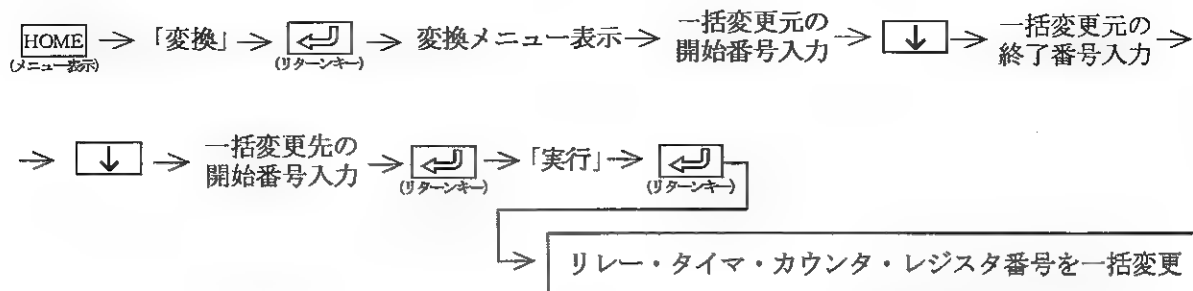 HOME → 「変換」 → ↵ → 変換メニュー表示 → 一括変更元の開始番号入力 → ↓ → 一括変更元の終了番号入力 →
(メニュー表示) (リターンキー)
→ ↓ → 一括変更先の開始番号入力 → ↵ → 「実行」 → ↵
(リターンキー) (リターンキー)
リレー・タイマ・カウンタ・レジスタ番号を一括変更